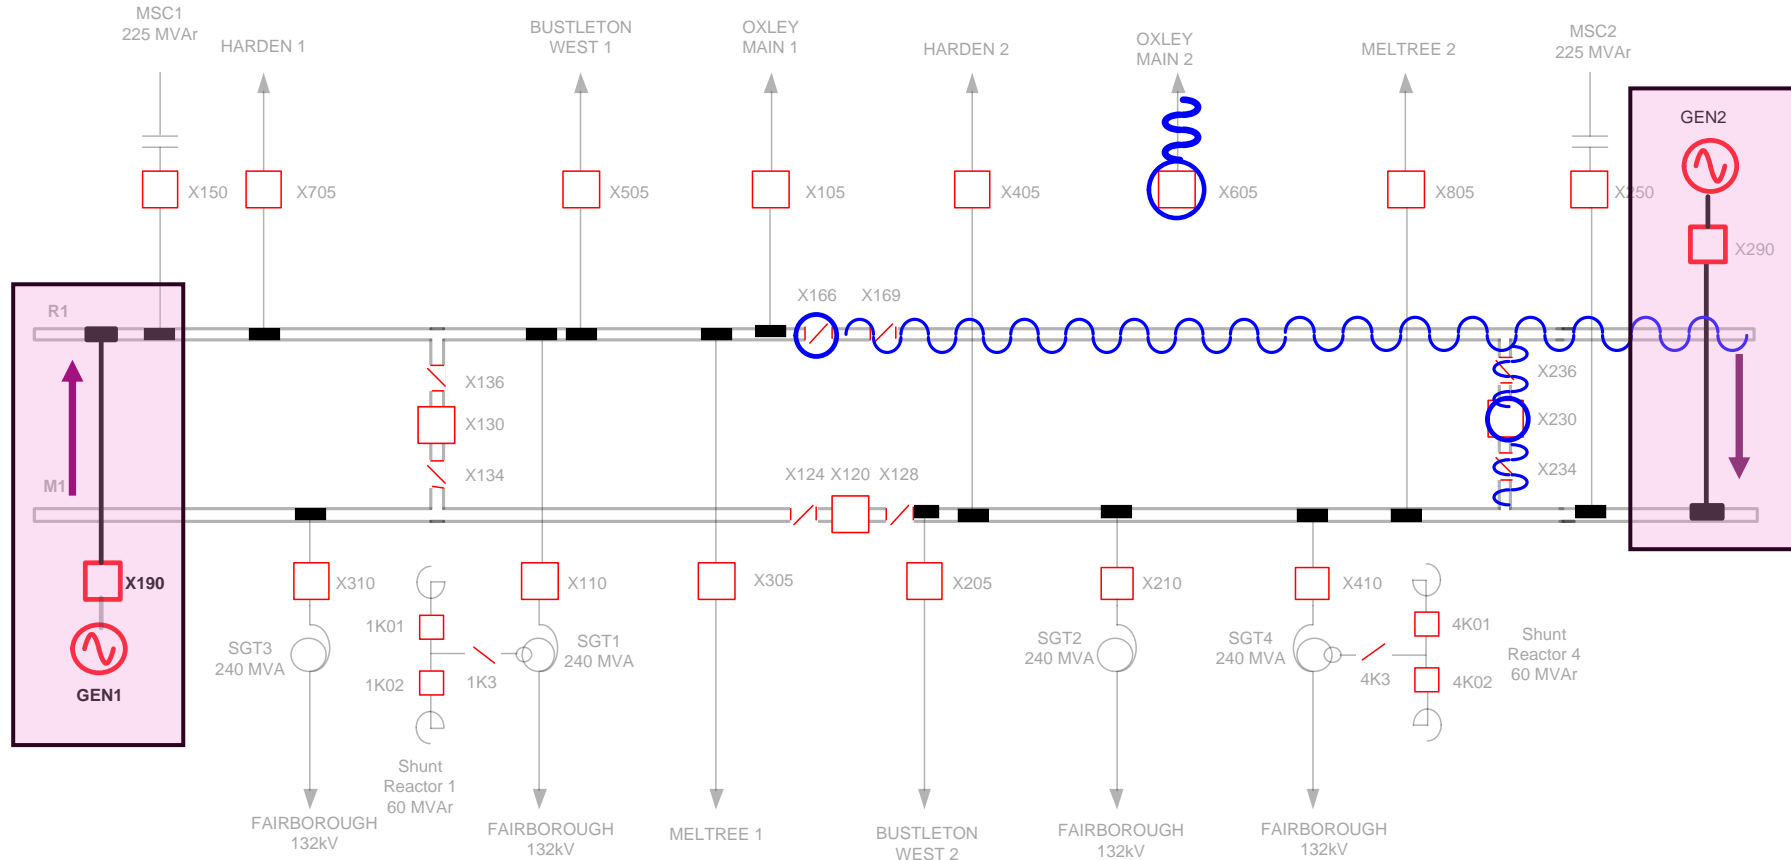 MSC1
225 MVAr
HARDEN 1
BUSTLETON
WEST 1
OXLEY
MAIN 1
HARDEN 2
OXLEY
MAIN 2
MELTREE 2
MSC2
225 MVAr
GEN2
X150
X705
X505
X105
X405
X605
X805
X250
X290
R1
X166
X169
X136
X236
X130
X230
X134
X234
M1
X124
X120
X128
X190
X310
X110
X305
X205
X210
X410
1K01
4K01
SGT3
240 MVA
SGT1
240 MVA
SGT2
240 MVA
SGT4
240 MVA
Shunt
Reactor 4
60 MVAr
1K02
1K3
4K3
4K02
GEN1
Shunt
Reactor 1
60 MVAr
FAIRBOROUGH
132kV
FAIRBOROUGH
132kV
MELTREE 1
BUSTLETON
WEST 2
FAIRBOROUGH
132kV
FAIRBOROUGH
132kV